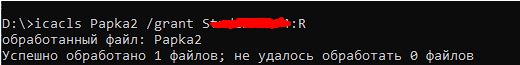 D:\>icacls Papka2 /grant :R
обработанный файл: Papka2
Успешно обработано 1 файлов; не удалось обработать 0 файлов